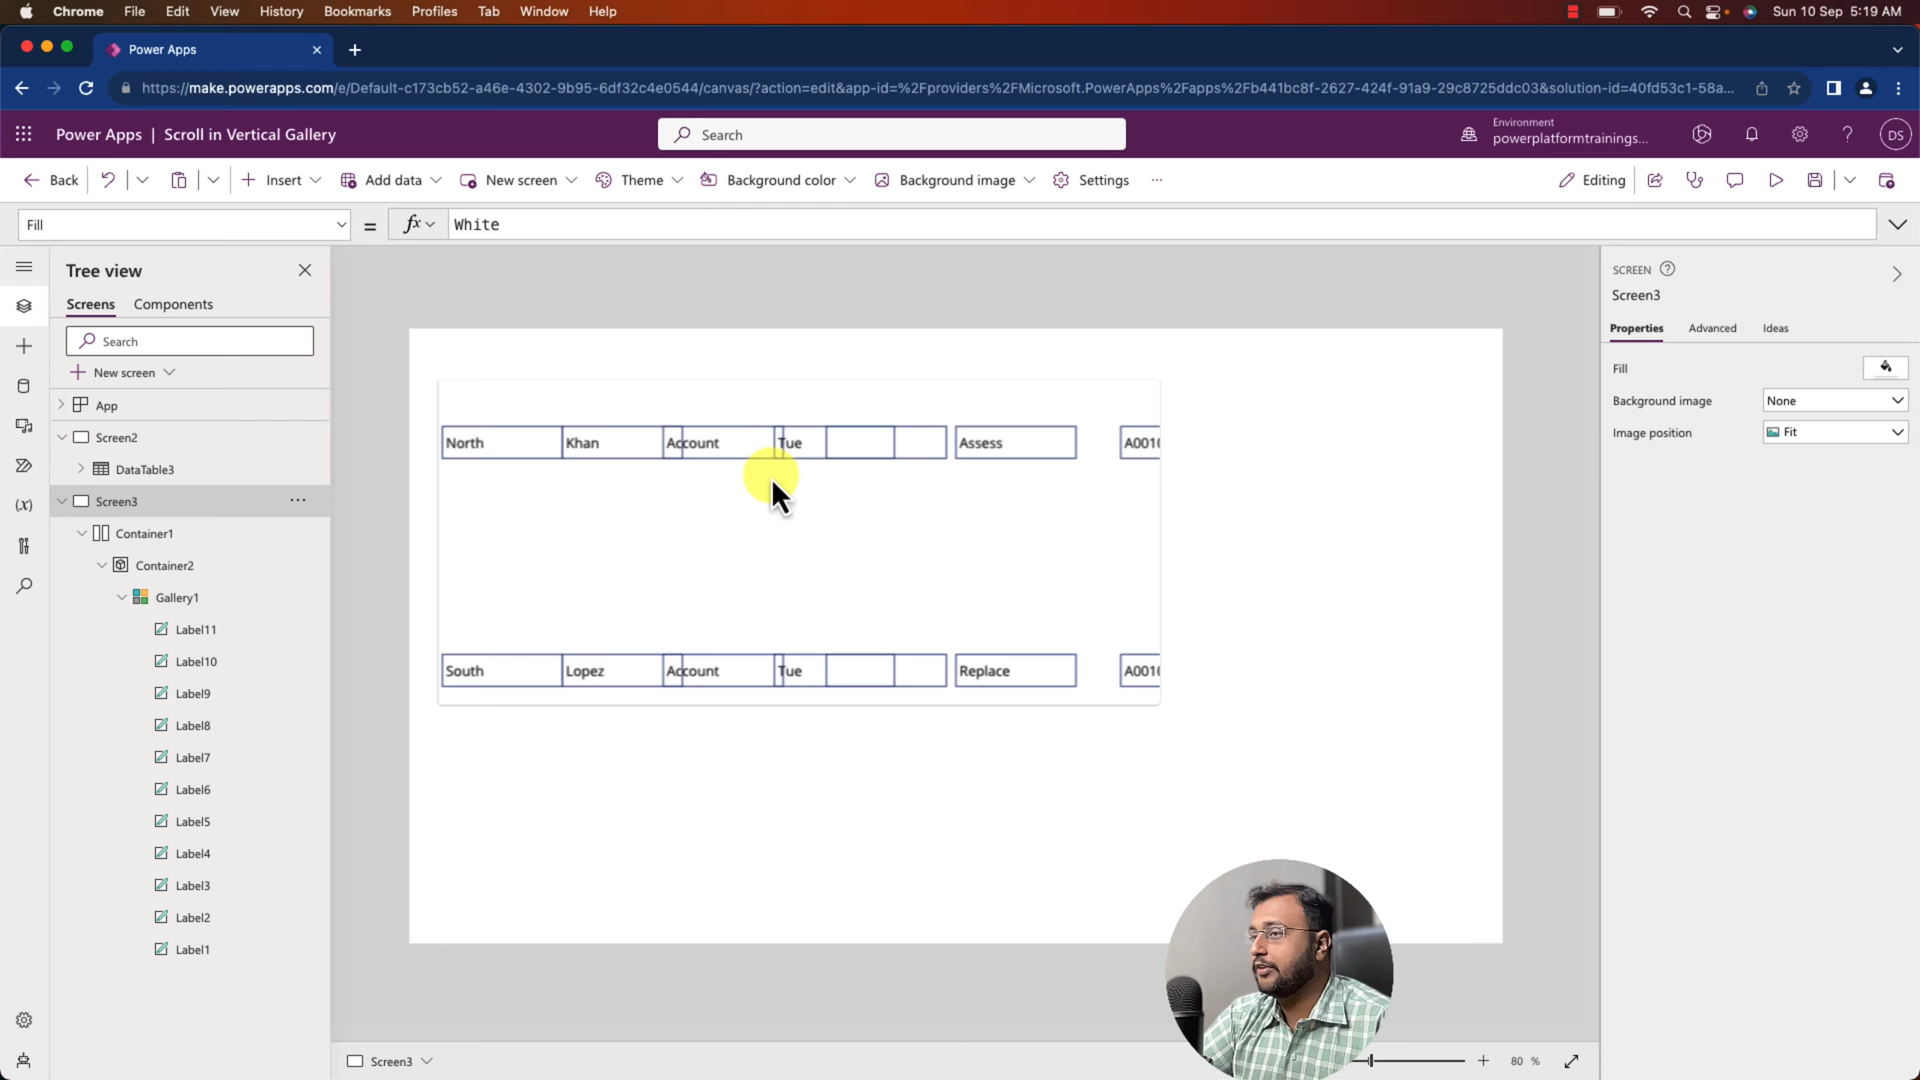 Chrome File Edit View History Bookmarks Profiles Tab Window Help Sun 10 Sep 5:19 AM
Power Apps
https://make.powerapps.com/e/Default-c173cb52-a46e-4302-9b95-6df32c4e0544/canvas/?action=edit&app-id=%2Fproviders%2FMicrosoft.PowerApps%2Fapps%2Fb441bc8f-2627-424f-91a9-29c8725ddc03&solution-id=40fd53c1-58a...
Power Apps | Scroll in Vertical Gallery
Search
Environment
powerplatformtrainings...
DS
Back Insert Add data New screen Theme Background color Background image Settings ... Editing
Fill = fx White
Tree view
Screens Components
Search
New screen
App
Screen2
DataTable3
Screen3 ...
Container1
Container2
Gallery1
Label11
Label10
Label9
Label8
Label7
Label6
Label5
Label4
Label3
Label2
Label1
North Khan Account Tue Assess A0010
South Lopez Account Tue Replace A0010
SCREEN
Screen3
Properties Advanced Ideas
Fill
Background image None
Image position Fit
Screen3
80 %